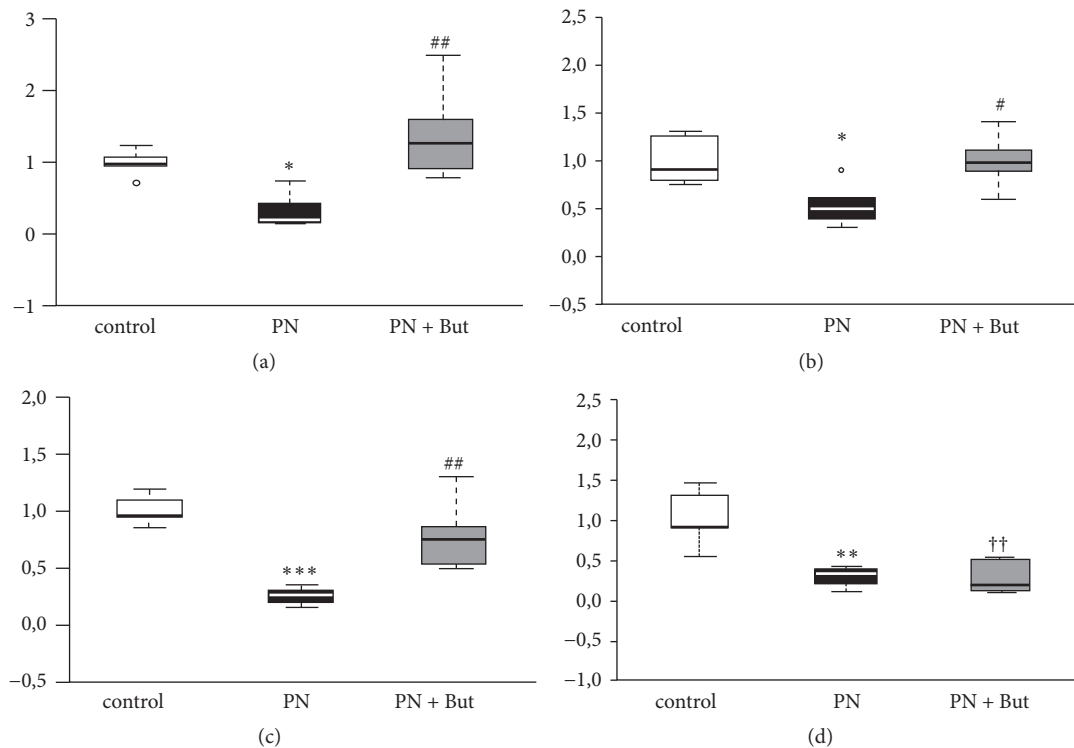 3
2
1
0
−1
*
##
control
PN
PN + But
(a)
2,5
2,0
1,5
1,0
0,5
0,0
−0,5
*
#
control
PN
PN + But
(b)
2,0
1,5
1,0
0,5
0,0
−0,5
***
##
control
PN
PN + But
(c)
2,5
2,0
1,5
1,0
0,5
0,0
−0,5
−1,0
**
††
control
PN
PN + But
(d)